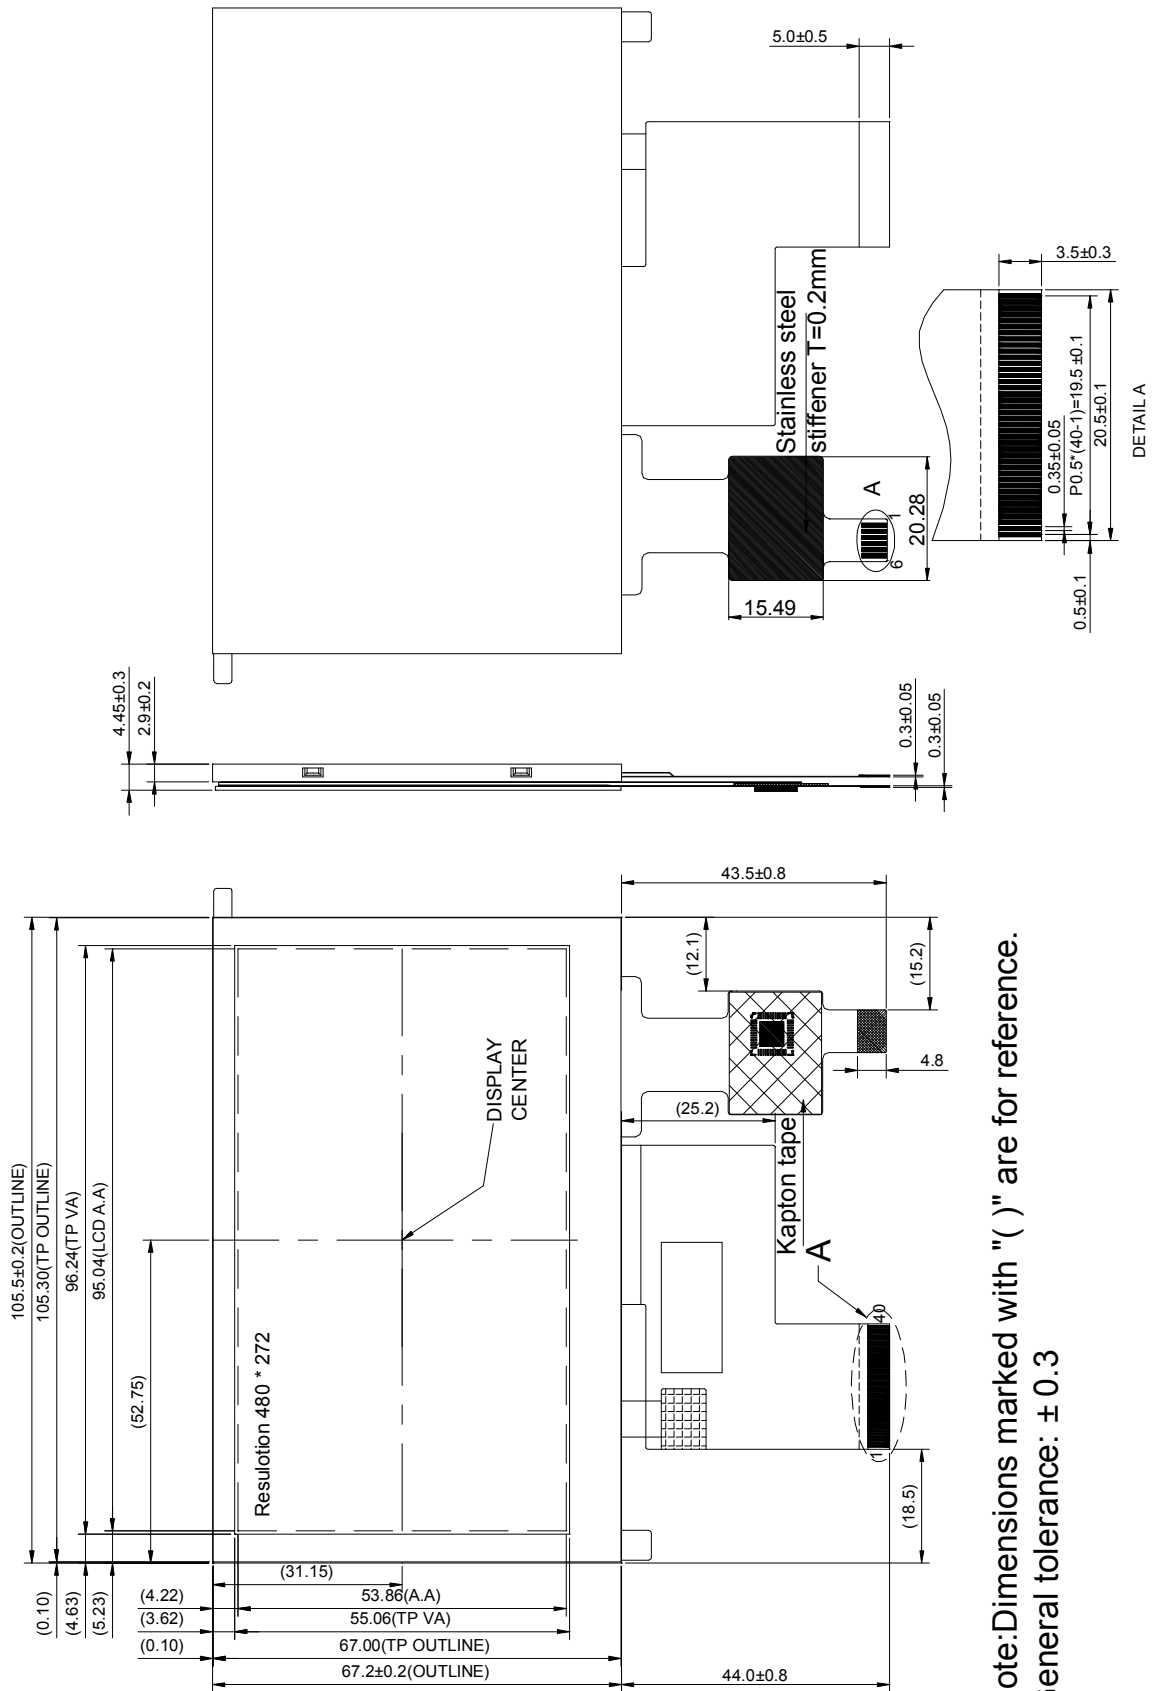 5.0±0.5
Stainless steel
stiffener T=0.2mm
A
1
6
20.28
15.49
3.5±0.3
0.35±0.05
P0.5*(40-1)=19.5±0.1
20.5±0.1
0.5±0.1
DETAIL A
4.45±0.3
2.9±0.2
0.3±0.05
0.3±0.05
105.5±0.2(OUTLINE)
105.30(TP OUTLINE)
96.24(TP VA)
95.04(LCD A.A)
(52.75)
DISPLAY
CENTER
Resulotion 480 * 272
(31.15)
(0.10)
(4.63)
(5.23)
(4.22)
53.86(A.A)
(3.62)
55.06(TP VA)
(0.10)
67.00(TP OUTLINE)
67.2±0.2(OUTLINE)
44.0±0.8
43.5±0.8
(12.1)
(15.2)
4.8
(25.2)
Kapton tape
A
40
1
(18.5)
ote:Dimensions marked with "( )" are for reference.
eneral tolerance: ±0.3